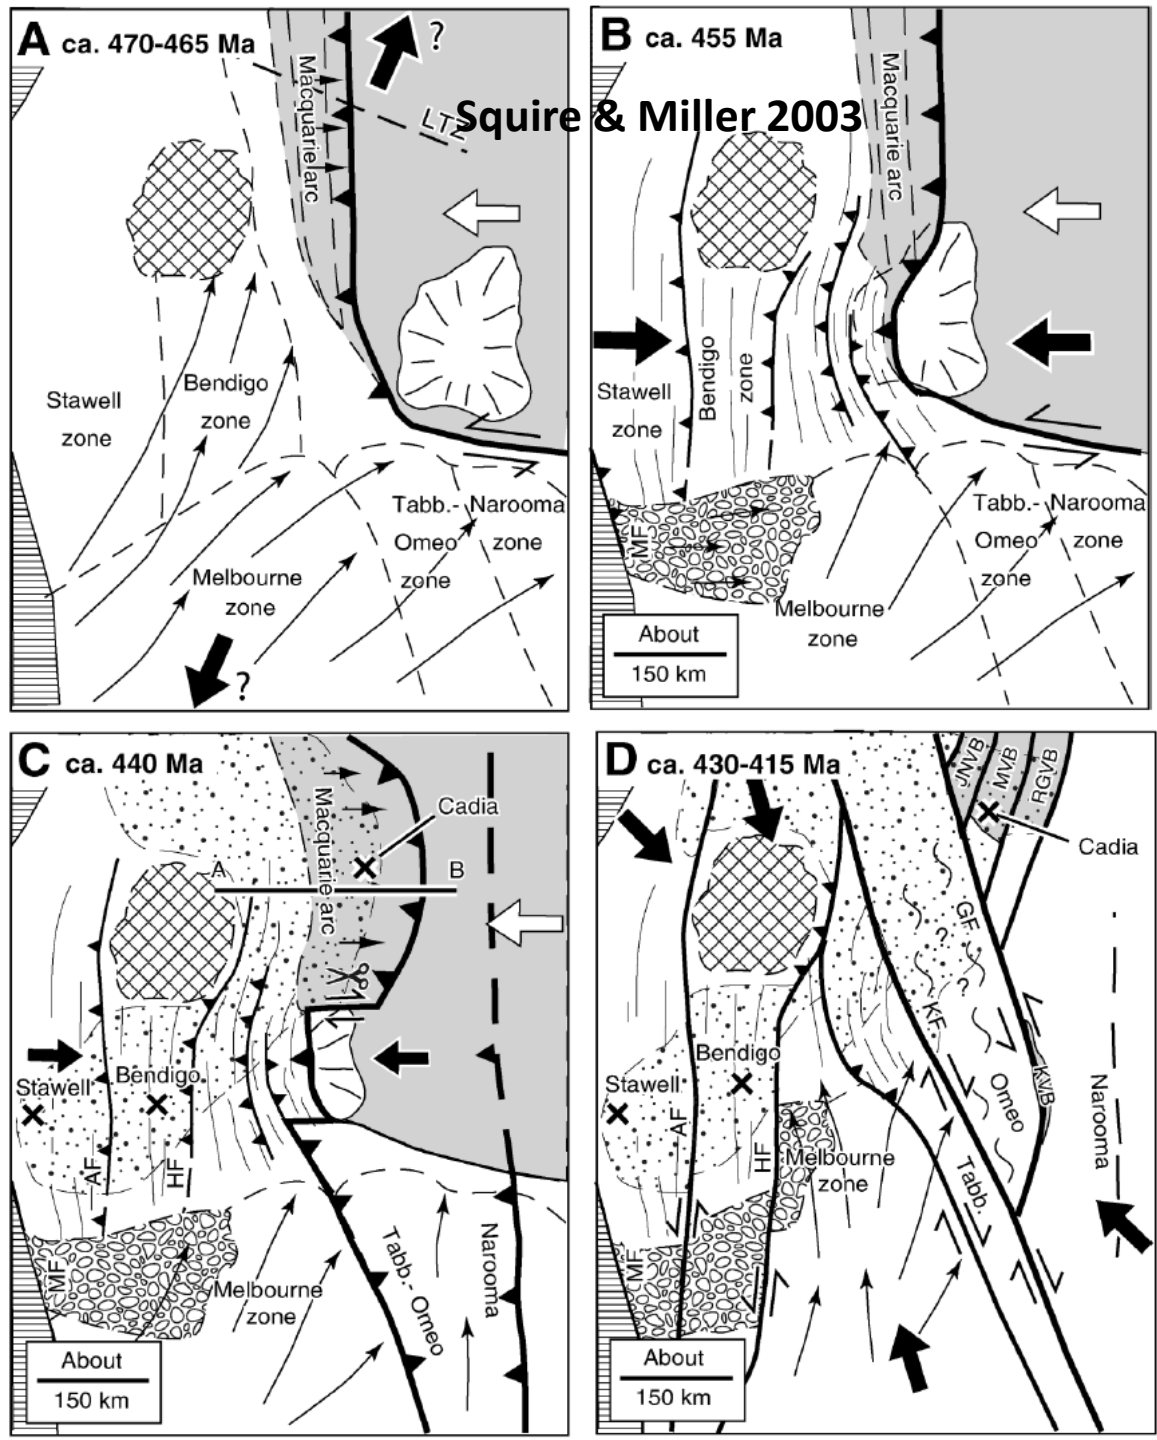 A ca. 470-465 Ma
?
Macquarie arc
LTZ
Squire & Miller 2003
Stawell
zone
Bendigo
zone
Tabb.- Narooma
Omeo zone
zone
Melbourne
zone
?
B ca. 455 Ma
Macquarie arc
Bendigo
zone
Stawell
zone
MF
Tabb.- Narooma
Omeo zone
zone
Melbourne
zone
About
150 km
C ca. 440 Ma
Macquarie arc
Cadia
A
B
Stawell
Bendigo
AF
HF
MF
Melbourne
zone
Tabb.- Omeo
Narooma
About
150 km
D ca. 430-415 Ma
JNVB
MVB
RGVB
Cadia
GF
?
?
KF
Bendigo
Stawell
AF
HF
Melbourne
zone
Omeo
KVB
Narooma
Tabb.
MF
About
150 km